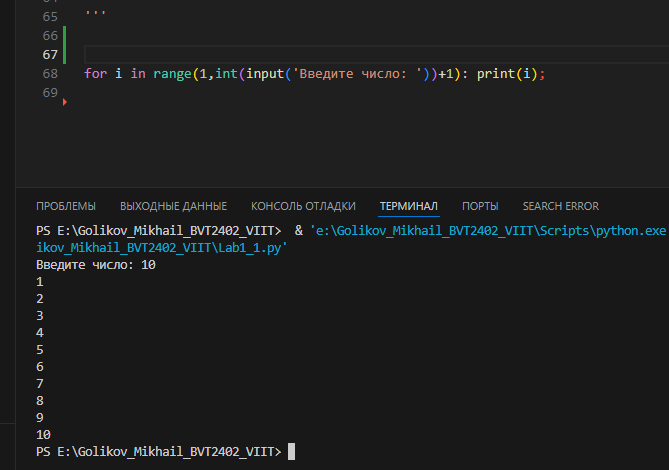 65 '''
66
67
68 for i in range(1,int(input('Введите число: '))+1): print(i);
69
ПРОБЛЕМЫ ВЫХОДНЫЕ ДАННЫЕ КОНСОЛЬ ОТЛАДКИ ТЕРМИНАЛ ПОРТЫ SEARCH ERROR
PS E:\Golikov_Mikhail_BVT2402_VIIT> & 'e:\Golikov_Mikhail_BVT2402_VIIT\Scripts\python.exe
ikov_Mikhail_BVT2402_VIIT\Lab1_1.py'
Введите число: 10
1
2
3
4
5
6
7
8
9
10
PS E:\Golikov_Mikhail_BVT2402_VIIT>